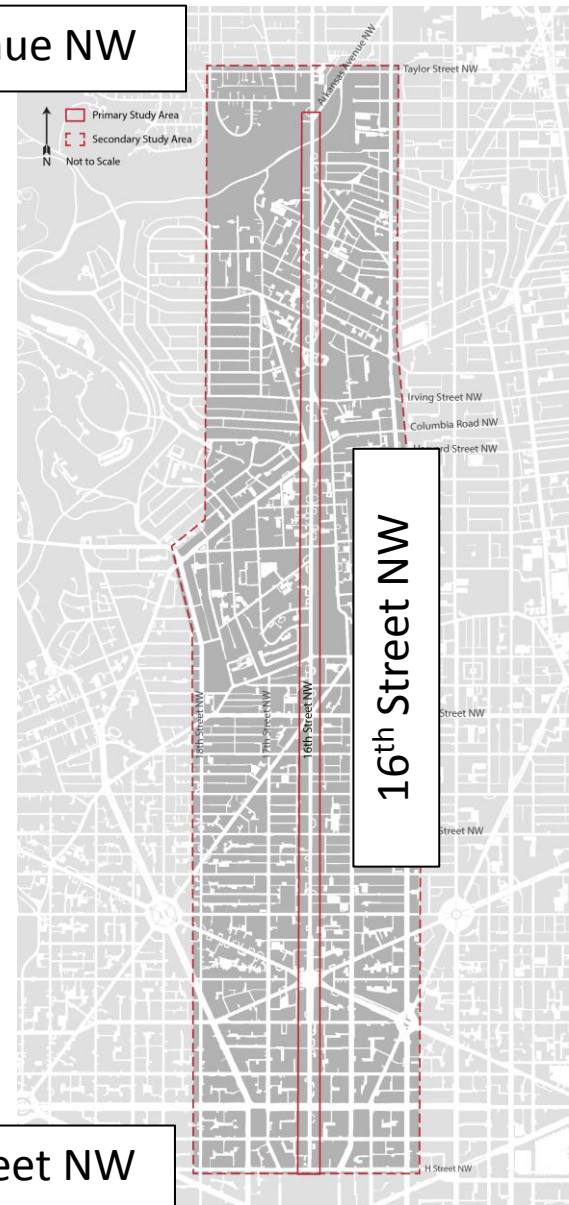 nue NW
Arkansas Avenue NW
Taylor Street NW
Primary Study Area
Secondary Study Area
N
Not to Scale
Irving Street NW
Columbia Road NW
Street NW
16th Street NW
18th Street NW
17th Street NW
16th Street NW
Street NW
Street NW
eet NW
H Street NW